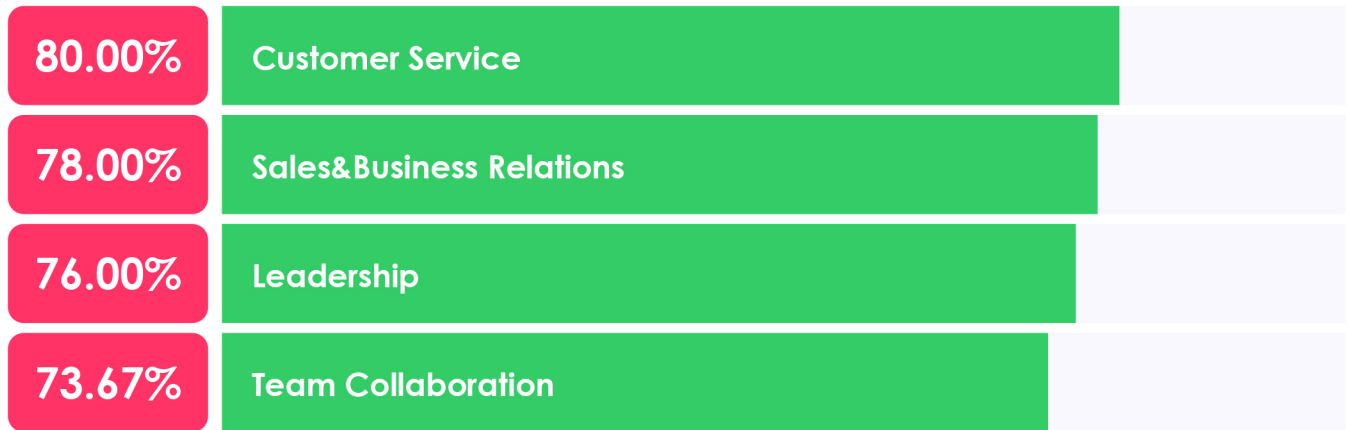 80.00% Customer Service
78.00% Sales&Business Relations
76.00% Leadership
73.67% Team Collaboration